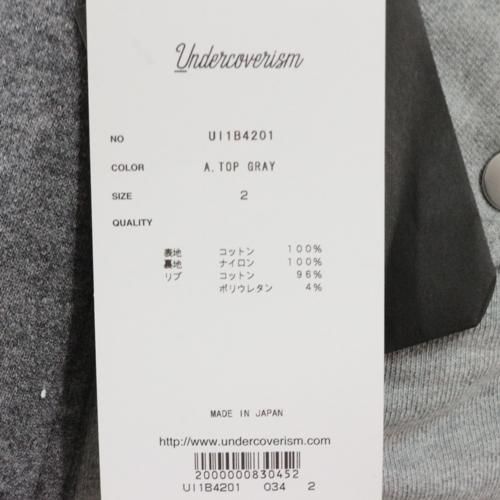 Undercoverism
NO UI1B4201
COLOR A.TOP GRAY
SIZE 2
QUALITY
表地 コットン 100%
裏地 ナイロン 100%
リブ コットン 96%
ポリウレタン 4%
MADE IN JAPAN
http://www.undercoverism.com
2000000830452
UI1B4201 034 2